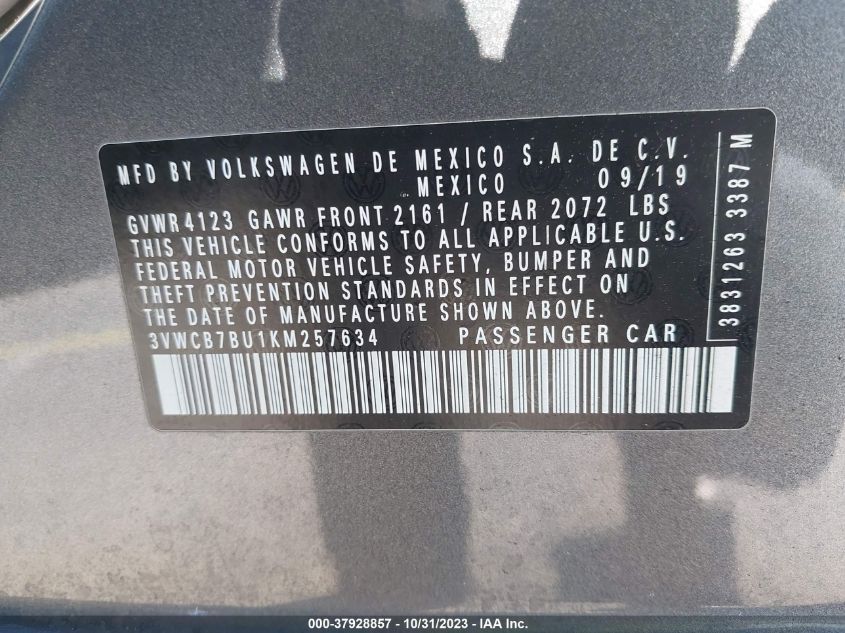 MFD BY VOLKSWAGEN DE MEXICO S.A. DE C.V.
MEXICO 09/19
GVWR 4123 GAWR FRONT 2161 / REAR 2072 LBS
THIS VEHICLE CONFORMS TO ALL APPLICABLE U.S.
FEDERAL MOTOR VEHICLE SAFETY, BUMPER AND
THEFT PREVENTION STANDARDS IN EFFECT ON
THE DATE OF MANUFACTURE SHOWN ABOVE.
3VWCB7BU1KM257634 PASSENGER CAR
3831263 3387 M
000-37928857 - 10/31/2023 - IAA, Inc.